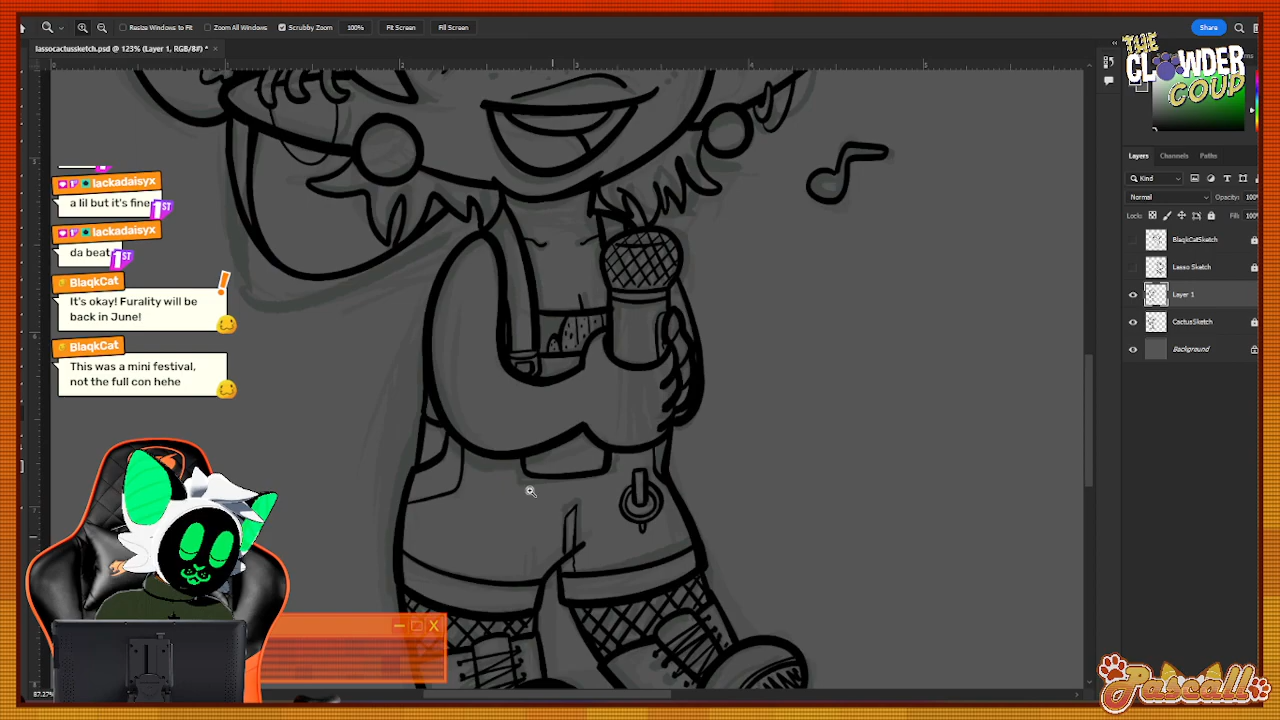 Resize Windows to Fit
Zoom All Windows
Scrubby Zoom
100%
Fit Screen
Fill Screen
Share
lassocactussketch.psd @ 123% (Layer 1, RGB/8#) *
THE
CLOWDER
COUP
lackadaisyx
a lil but it's fine
1ST
lackadaisyx
da beat
1ST
BlaqkCat
It's okay! Furality will be
back in June!
BlaqkCat
This was a mini festival,
not the full con hehe
Layers
Channels
Paths
Kind
Normal
Opacity:
Lock:
Fill:
BlaqkCatSketch
Lasso Sketch
Layer 1
CactusSketch
Background
Pascall